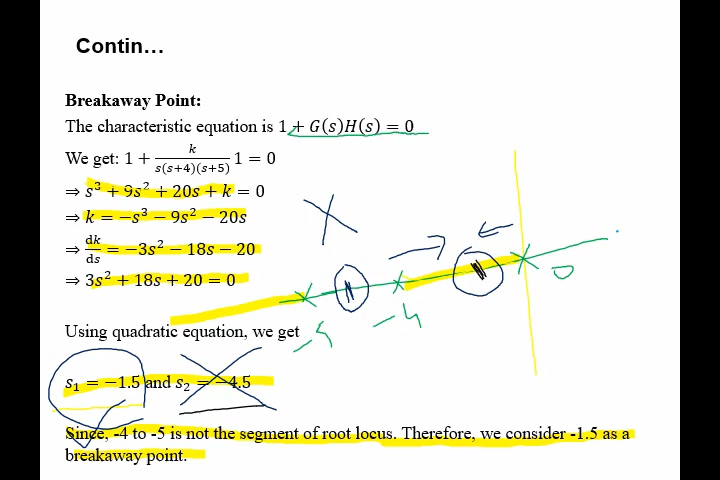 Contin…
Breakaway Point:
The characteristic equation is 1 + G(s)H(s) = 0
We get: 1 + k / s(s+4)(s+5) 1 = 0
⇒ s³ + 9s² + 20s + k = 0
⇒ k = −s³ − 9s² − 20s
⇒ dk/ds = −3s² − 18s − 20
⇒ 3s² + 18s + 20 = 0
0
-4
-5
Using quadratic equation, we get
s₁ = −1.5 and s₂ = −4.5
Since, -4 to -5 is not the segment of root locus. Therefore, we consider -1.5 as a
breakaway point.